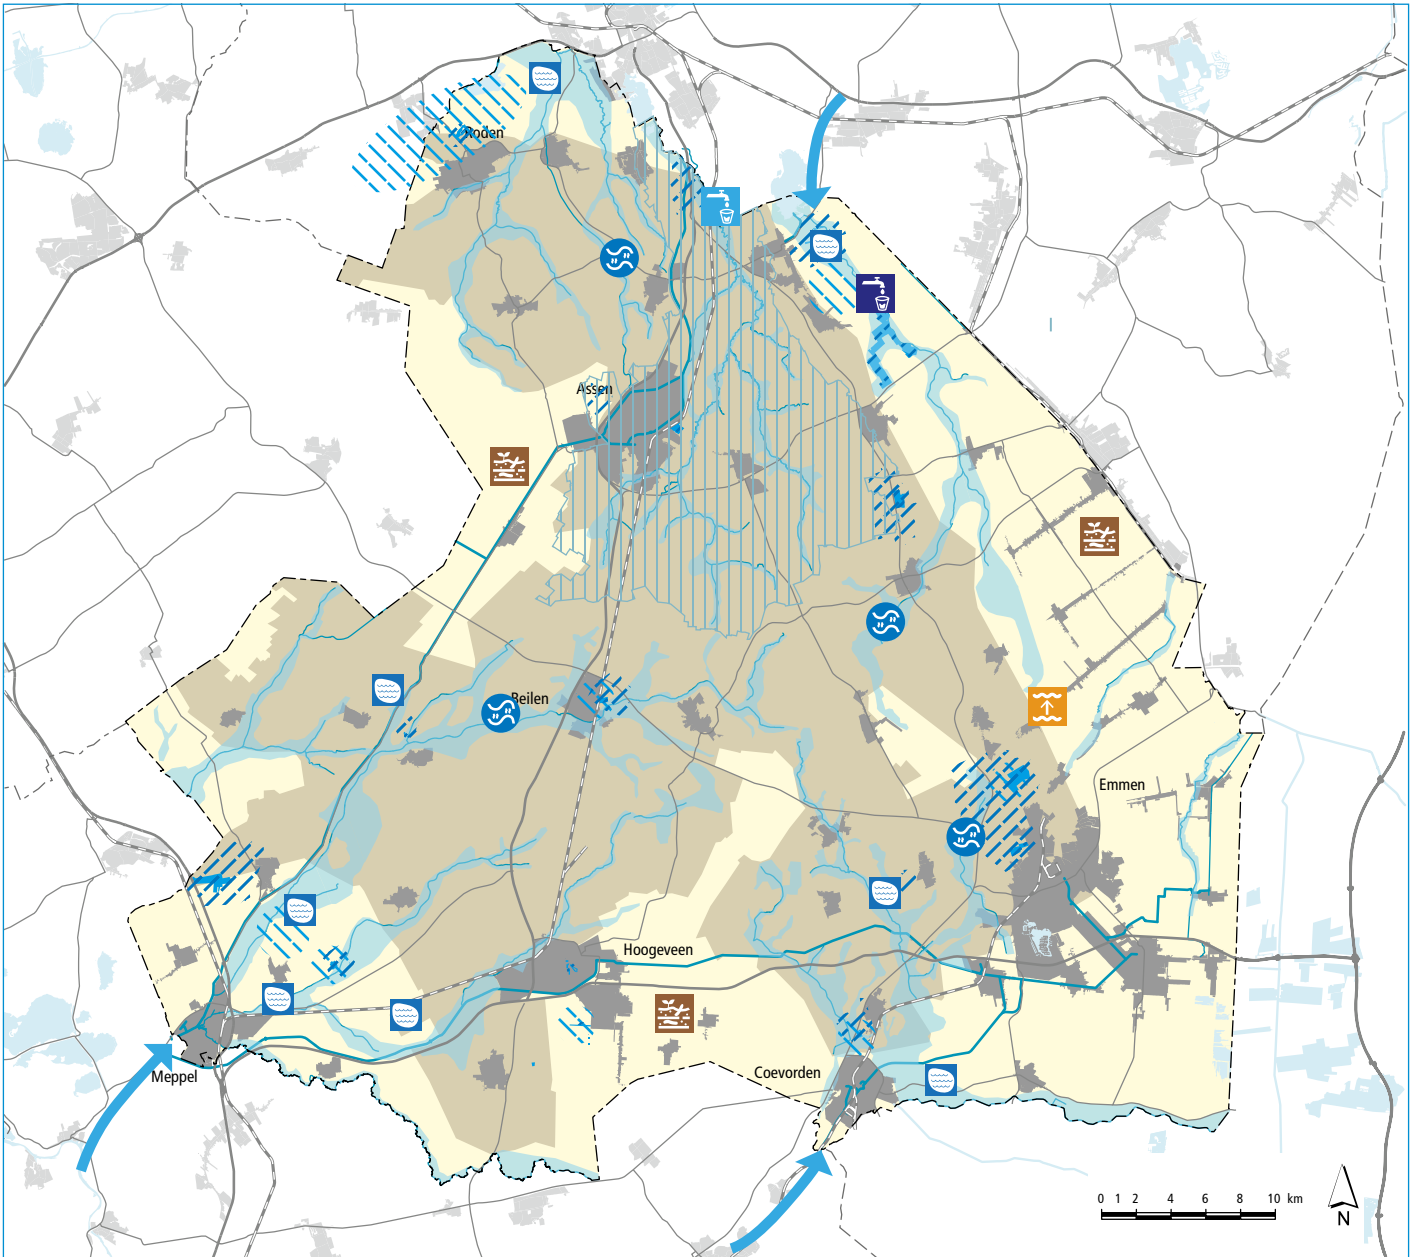 Roden
Assen
Beilen
Emmen
Hoogeveen
Coevorden
Meppel
0 1 2 4 6 8 10 km
N